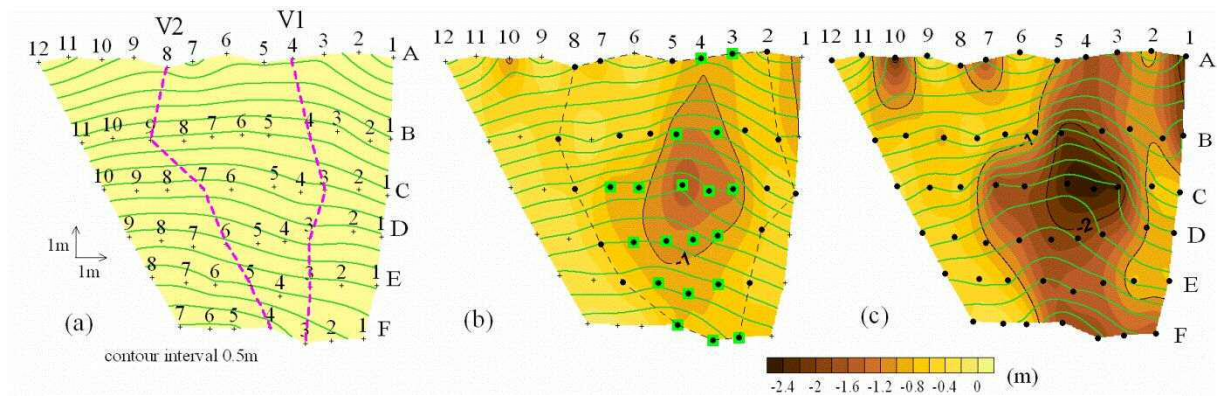 V2 V1
12 11 10 9 8 7 6 5 4 3 2 1 A
11 10 9 8 7 6 5 4 3 2 1 B
10 9 8 7 6 5 4 3 2 1 C
9 8 7 6 5 4 3 2 1 D
8 7 6 5 4 3 2 1 E
7 6 5 4 3 2 1 F
1m
1m
(a)
contour interval 0.5m
12 11 10 9 8 7 6 5 4 3 2 1
-1
(b)
12 11 10 9 8 7 6 5 4 3 2 1
A
B
C
D
E
F
-1
-2
(c)
-2.4 -2 -1.6 -1.2 -0.8 -0.4 0 (m)